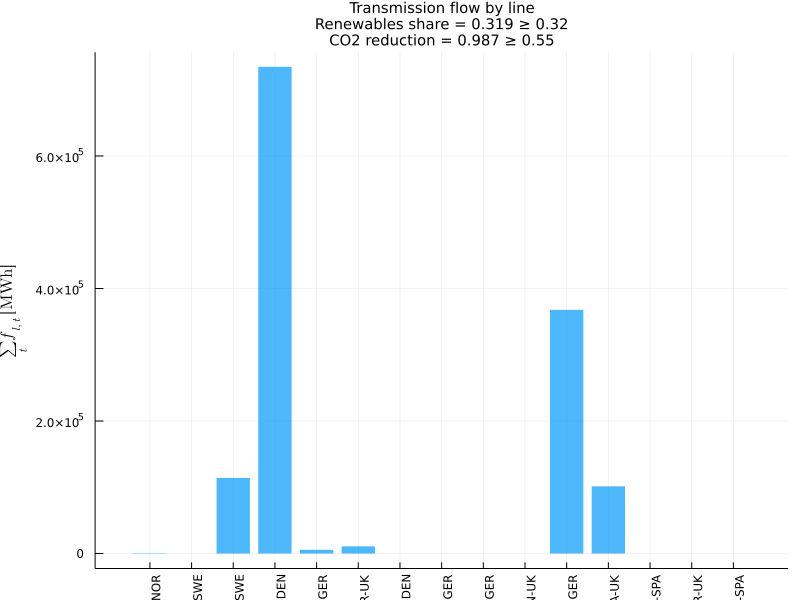 Transmission flow by line
Renewables share = 0.319 ≥ 0.32
CO2 reduction = 0.987 ≥ 0.55
6.0×10⁵
4.0×10⁵
2.0×10⁵
0
∑ₜ f_{l,t} [MWh]
NOR
SWE
SWE
DEN
GER
R-UK
DEN
GER
GER
N-UK
GER
A-UK
-SPA
R-UK
-SPA